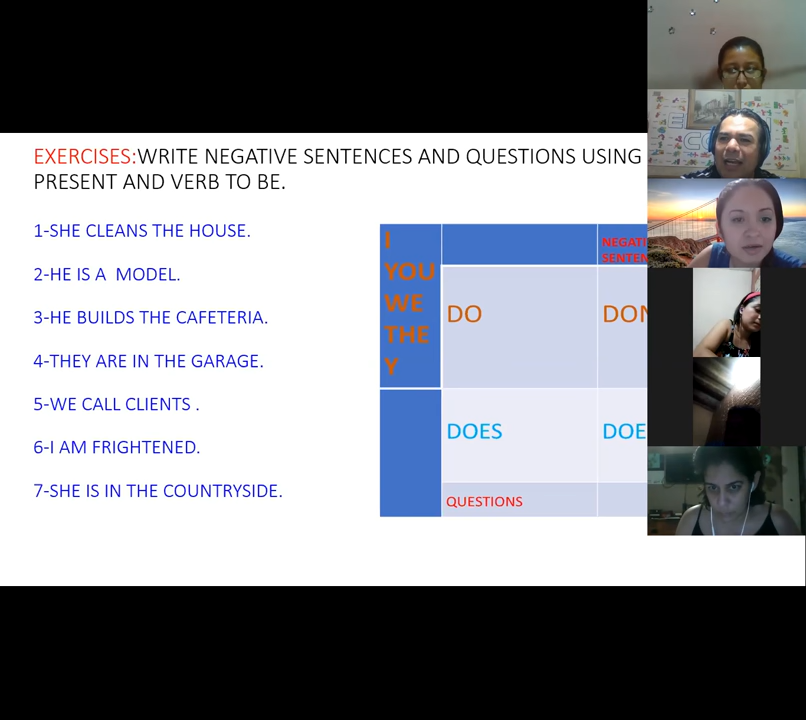 EXERCISES:WRITE NEGATIVE SENTENCES AND QUESTIONS USING
PRESENT AND VERB TO BE.
1-SHE CLEANS THE HOUSE.
2-HE IS A MODEL.
3-HE BUILDS THE CAFETERIA.
4-THEY ARE IN THE GARAGE.
5-WE CALL CLIENTS .
6-I AM FRIGHTENED.
7-SHE IS IN THE COUNTRYSIDE.
I
YOU
WE
THE
Y
DO
DOES
QUESTIONS